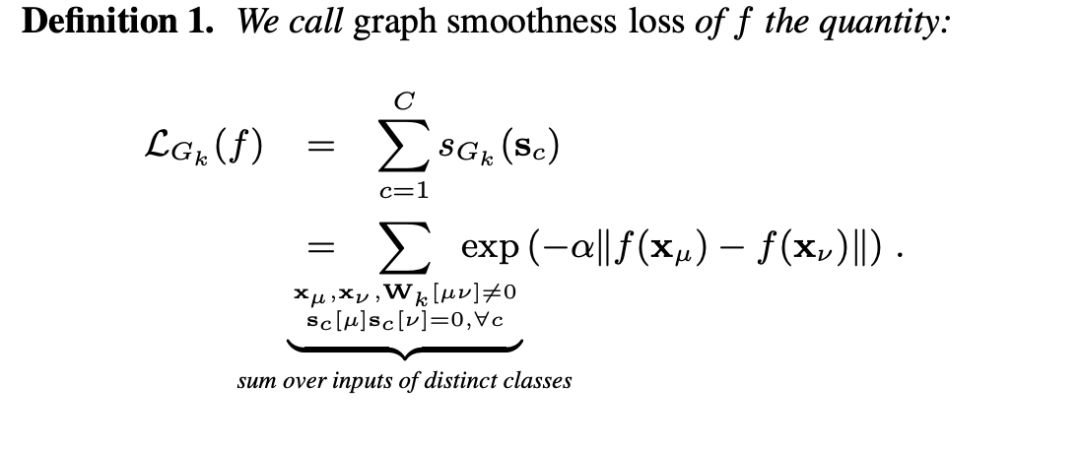 Definition 1. We call graph smoothness loss of f the quantity:
C
ℒ_{G_k}(f) = ∑ s_{G_k}(𝐬_c)
c=1
= ∑ exp (−α‖f(𝐱_μ) − f(𝐱_ν)‖) .
𝐱_μ,𝐱_ν,𝐖_k[μν]≠0
𝐬_c[μ]𝐬_c[ν]=0,∀c
sum over inputs of distinct classes